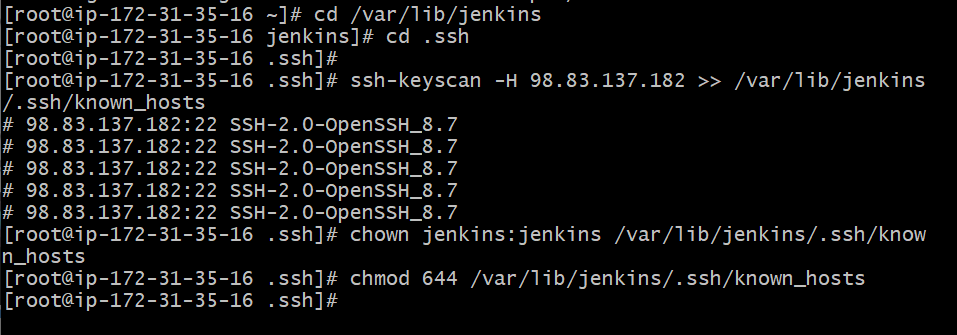 [root@ip-172-31-35-16 ~]# cd /var/lib/jenkins
[root@ip-172-31-35-16 jenkins]# cd .ssh
[root@ip-172-31-35-16 .ssh]#
[root@ip-172-31-35-16 .ssh]# ssh-keyscan -H 98.83.137.182 >> /var/lib/jenkins
/.ssh/known_hosts
# 98.83.137.182:22 SSH-2.0-OpenSSH_8.7
# 98.83.137.182:22 SSH-2.0-OpenSSH_8.7
# 98.83.137.182:22 SSH-2.0-OpenSSH_8.7
# 98.83.137.182:22 SSH-2.0-OpenSSH_8.7
# 98.83.137.182:22 SSH-2.0-OpenSSH_8.7
[root@ip-172-31-35-16 .ssh]# chown jenkins:jenkins /var/lib/jenkins/.ssh/know
n_hosts
[root@ip-172-31-35-16 .ssh]# chmod 644 /var/lib/jenkins/.ssh/known_hosts
[root@ip-172-31-35-16 .ssh]#